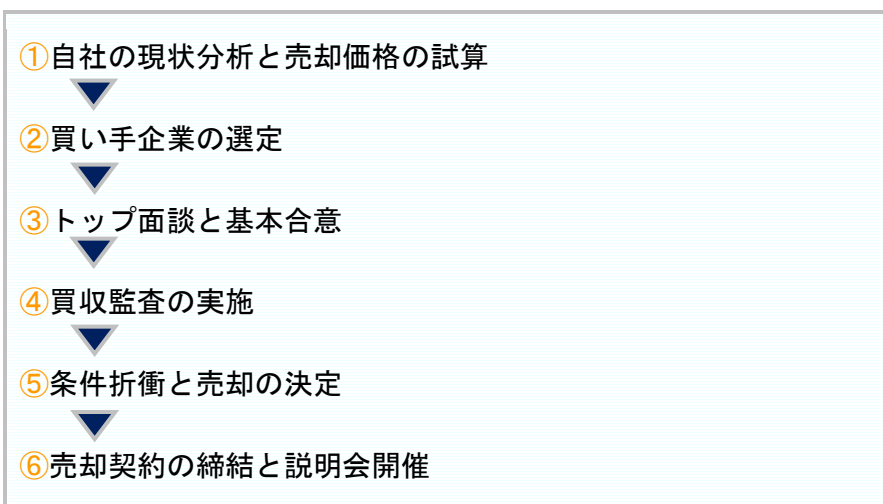 ①自社の現状分析と売却価格の試算
②買い手企業の選定
③トップ面談と基本合意
④買収監査の実施
⑤条件折衝と売却の決定
⑥売却契約の締結と説明会開催